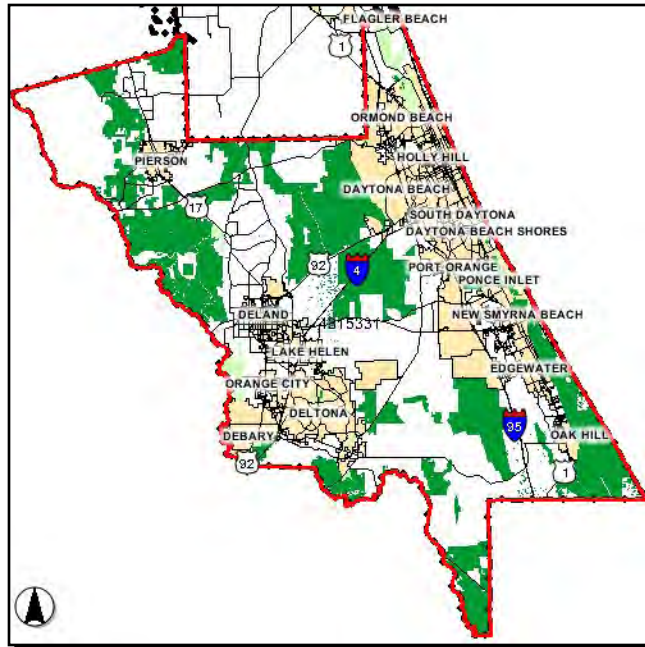 FLAGLER BEACH
1
ORMOND BEACH
HOLLY HILL
PIERSON
DAYTONA BEACH
17
SOUTH DAYTONA
DAYTONA BEACH SHORES
92
4
PORT ORANGE
PONCE INLET
DELAND
4215331
NEW SMYRNA BEACH
LAKE HELEN
EDGEWATER
ORANGE CITY
DELTONA
95
DEBARY
OAK HILL
92
1